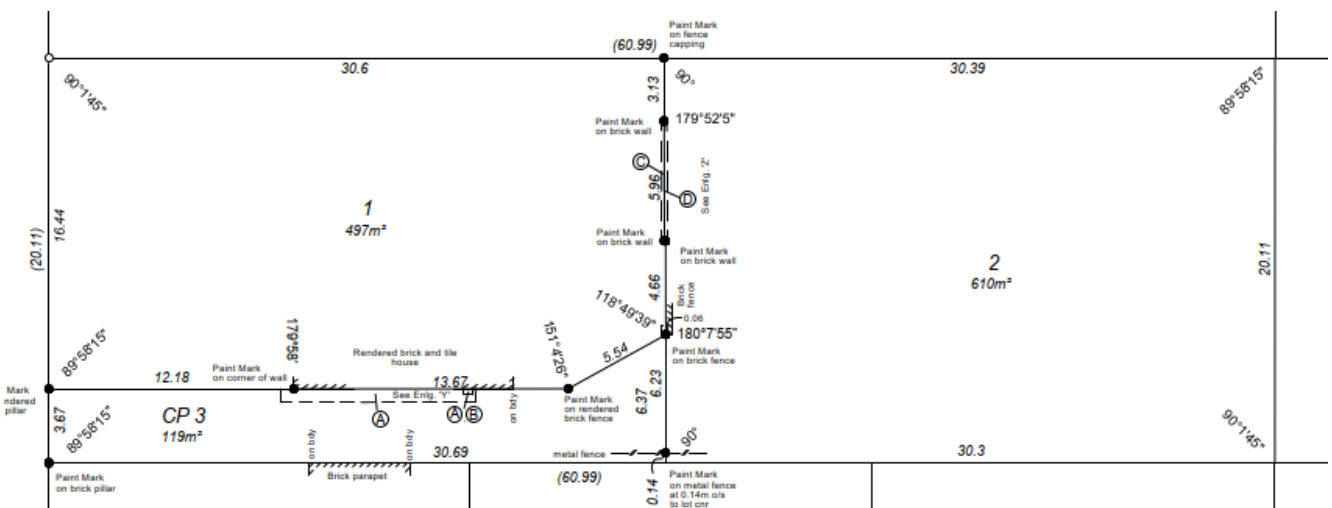 Paint Mark
on fence
capping
(60.99)
30.6
30.39
90°1'45"
90°
3.13
89°58'15"
Paint Mark
on brick wall
179°52'5"
C
5.96
D
See Enlg. 'Z'
1
497m²
(20.11)
16.44
2
610m²
20.11
Paint Mark
on brick wall
Paint Mark
on brick wall
4.66
Brick
fence
0.06
118°49'39"
180°7'55"
Paint Mark
on brick fence
89°58'15"
179°58'
Rendered brick and tile
house
151°4'26"
5.54
Paint Mark
on corner of wall
12.18
13.67
See Enlg. 'Y'
Mark
ndered
pillar
3.67
CP 3
119m²
A
A
B
on bdy
Paint Mark
on rendered
brick fence
6.37
6.23
89°58'15"
90°
90°1'45"
on bdy
on bdy
30.69
metal fence
30.3
Paint Mark
on brick pillar
Brick parapet
(60.99)
0.14
Paint Mark
on metal fence
at 0.14m o/s
to lot cnr